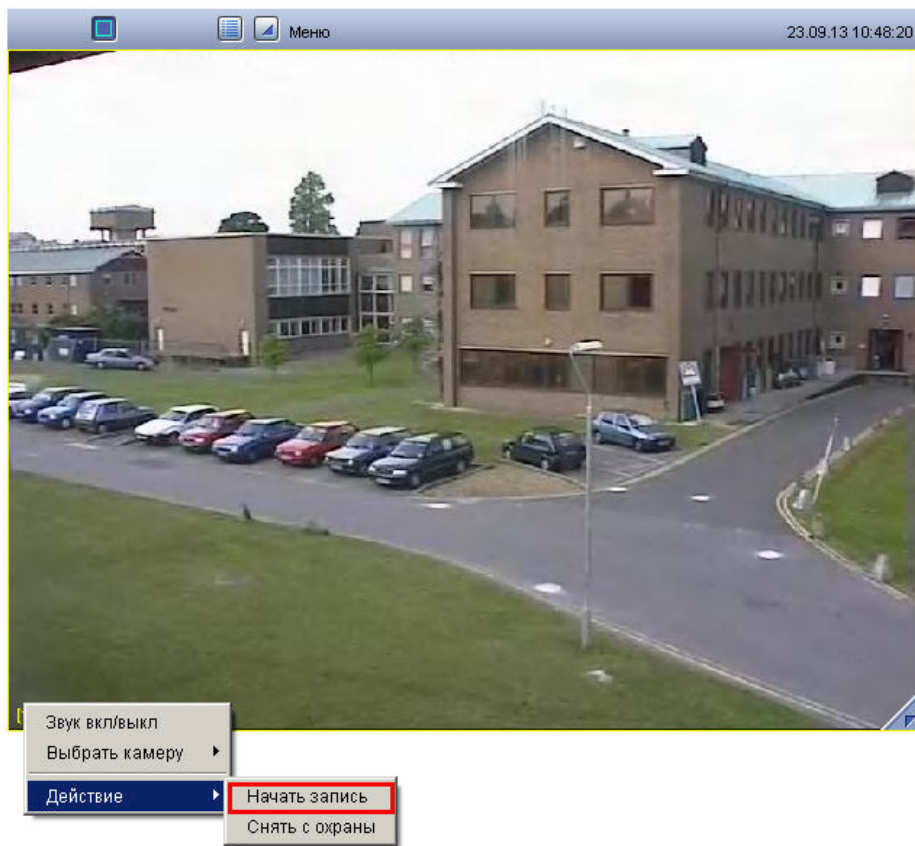 Меню
23.09.13 10:48:20
Звук вкл/выкл
Выбрать камеру
Действие
Начать запись
Снять с охраны